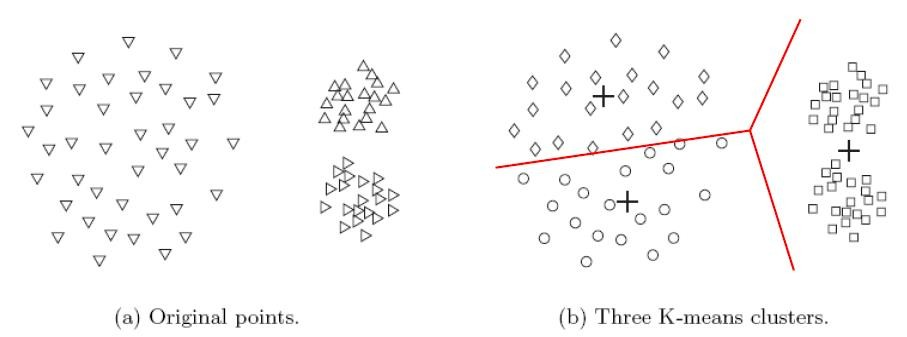 (a) Original points.
(b) Three K-means clusters.